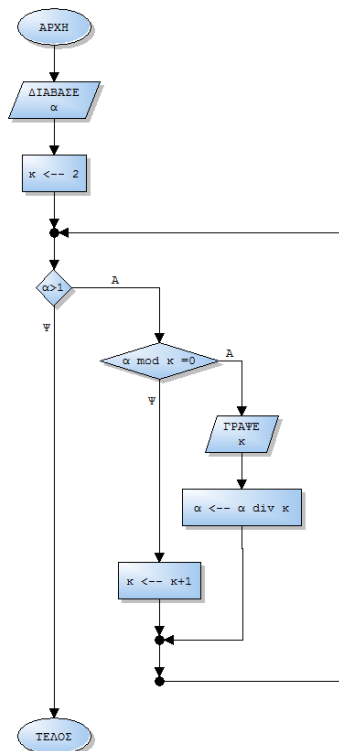 ΑΡΧΗ
ΔΙΑΒΑΣΕ
α
κ <-- 2
α>1
Α
Ψ
α mod κ =0
Α
Ψ
ΓΡΑΨΕ
κ
α <-- α div κ
κ <-- κ+1
ΤΕΛΟΣ